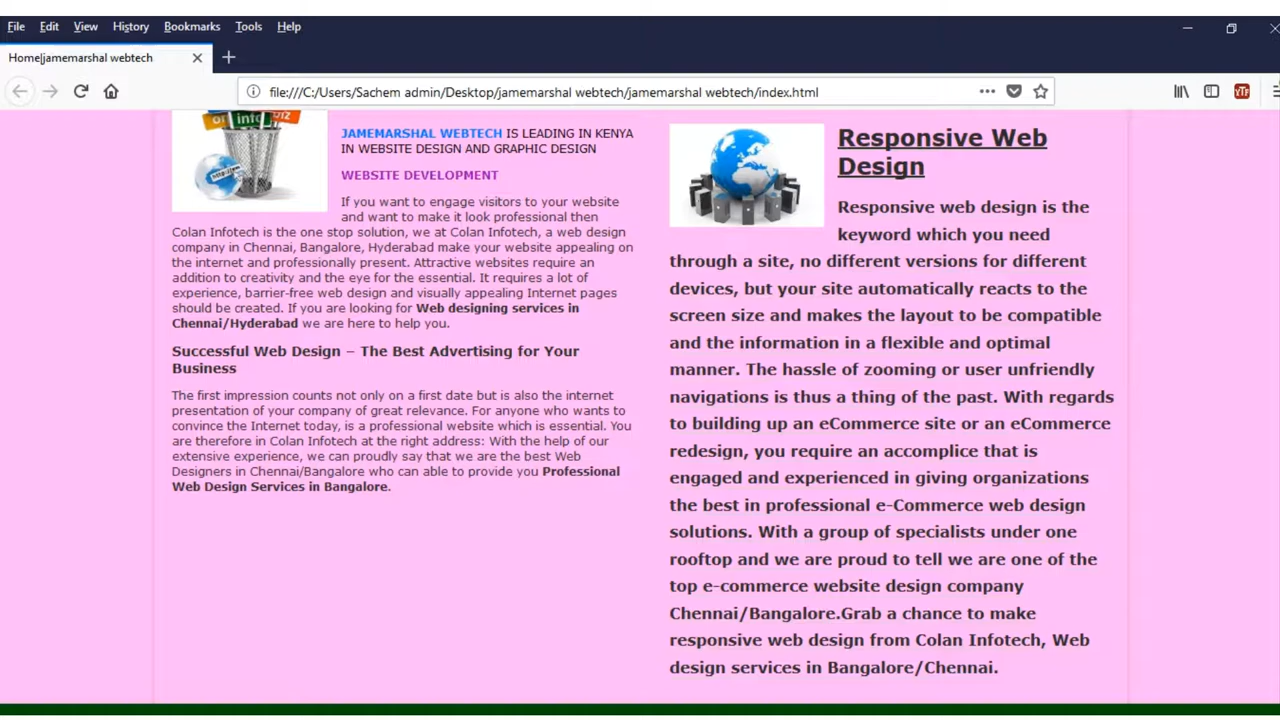 File Edit View History Bookmarks Tools Help
Home|jamemarshal webtech
file:///C:/Users/Sachem admin/Desktop/jamemarshal webtech/jamemarshal webtech/index.html
YTF
or info biz
http://
JAMEMARSHAL WEBTECH IS LEADING IN KENYA
IN WEBSITE DESIGN AND GRAPHIC DESIGN
WEBSITE DEVELOPMENT
If you want to engage visitors to your website
and want to make it look professional then
Colan Infotech is the one stop solution, we at Colan Infotech, a web design
company in Chennai, Bangalore, Hyderabad make your website appealing on
the internet and professionally present. Attractive websites require an
addition to creativity and the eye for the essential. It requires a lot of
experience, barrier-free web design and visually appealing Internet pages
should be created. If you are looking for Web designing services in
Chennai/Hyderabad we are here to help you.
Successful Web Design – The Best Advertising for Your
Business
The first impression counts not only on a first date but is also the internet
presentation of your company of great relevance. For anyone who wants to
convince the Internet today, is a professional website which is essential. You
are therefore in Colan Infotech at the right address: With the help of our
extensive experience, we can proudly say that we are the best Web
Designers in Chennai/Bangalore who can able to provide you Professional
Web Design Services in Bangalore.
Responsive Web
Design
Responsive web design is the
keyword which you need
through a site, no different versions for different
devices, but your site automatically reacts to the
screen size and makes the layout to be compatible
and the information in a flexible and optimal
manner. The hassle of zooming or user unfriendly
navigations is thus a thing of the past. With regards
to building up an eCommerce site or an eCommerce
redesign, you require an accomplice that is
engaged and experienced in giving organizations
the best in professional e-Commerce web design
solutions. With a group of specialists under one
rooftop and we are proud to tell we are one of the
top e-commerce website design company
Chennai/Bangalore.Grab a chance to make
responsive web design from Colan Infotech, Web
design services in Bangalore/Chennai.